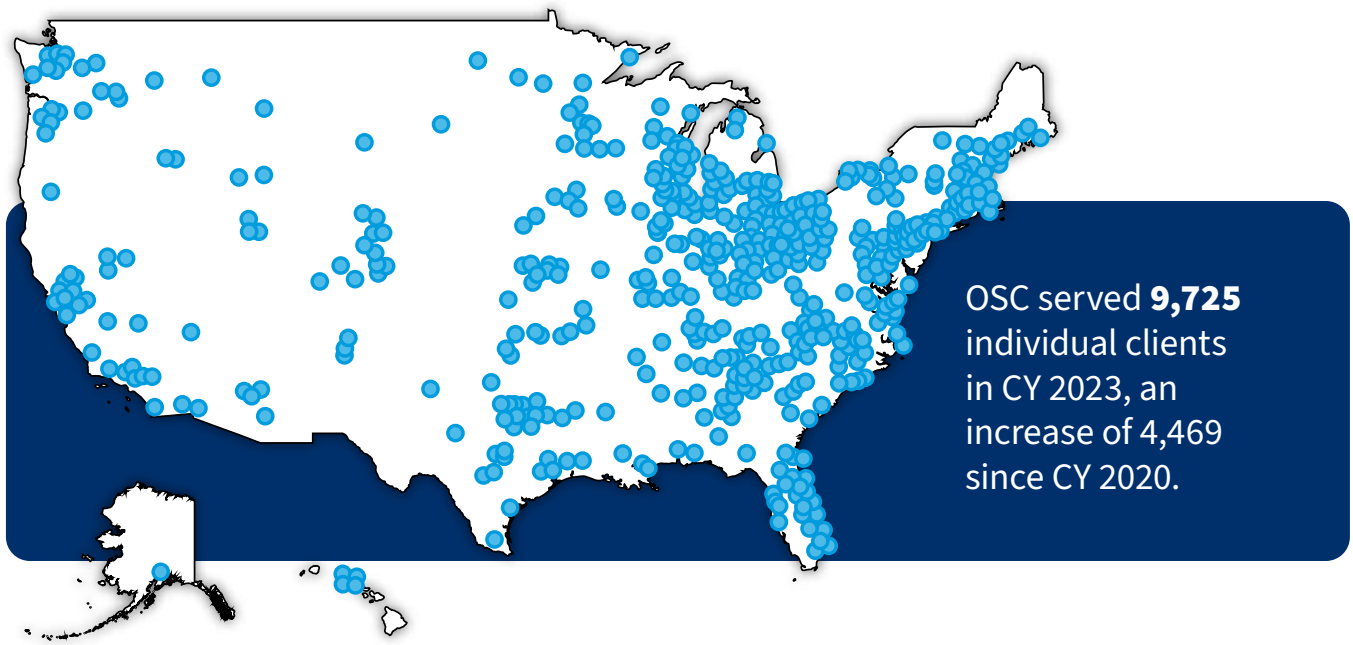 OSC served 9,725
individual clients
in CY 2023, an
increase of 4,469
since CY 2020.